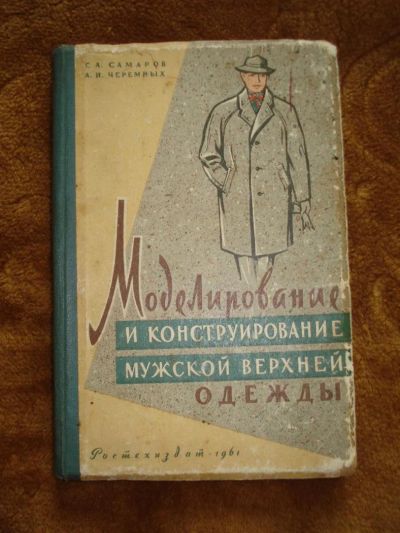 С. А. САМАРОВ
А. И. ЧЕРЕМНЫХ
Моделирование
И КОНСТРУИРОВАНИЕ
МУЖСКОЙ ВЕРХНЕЙ
ОДЕЖДЫ
Ростехиздат - 1961